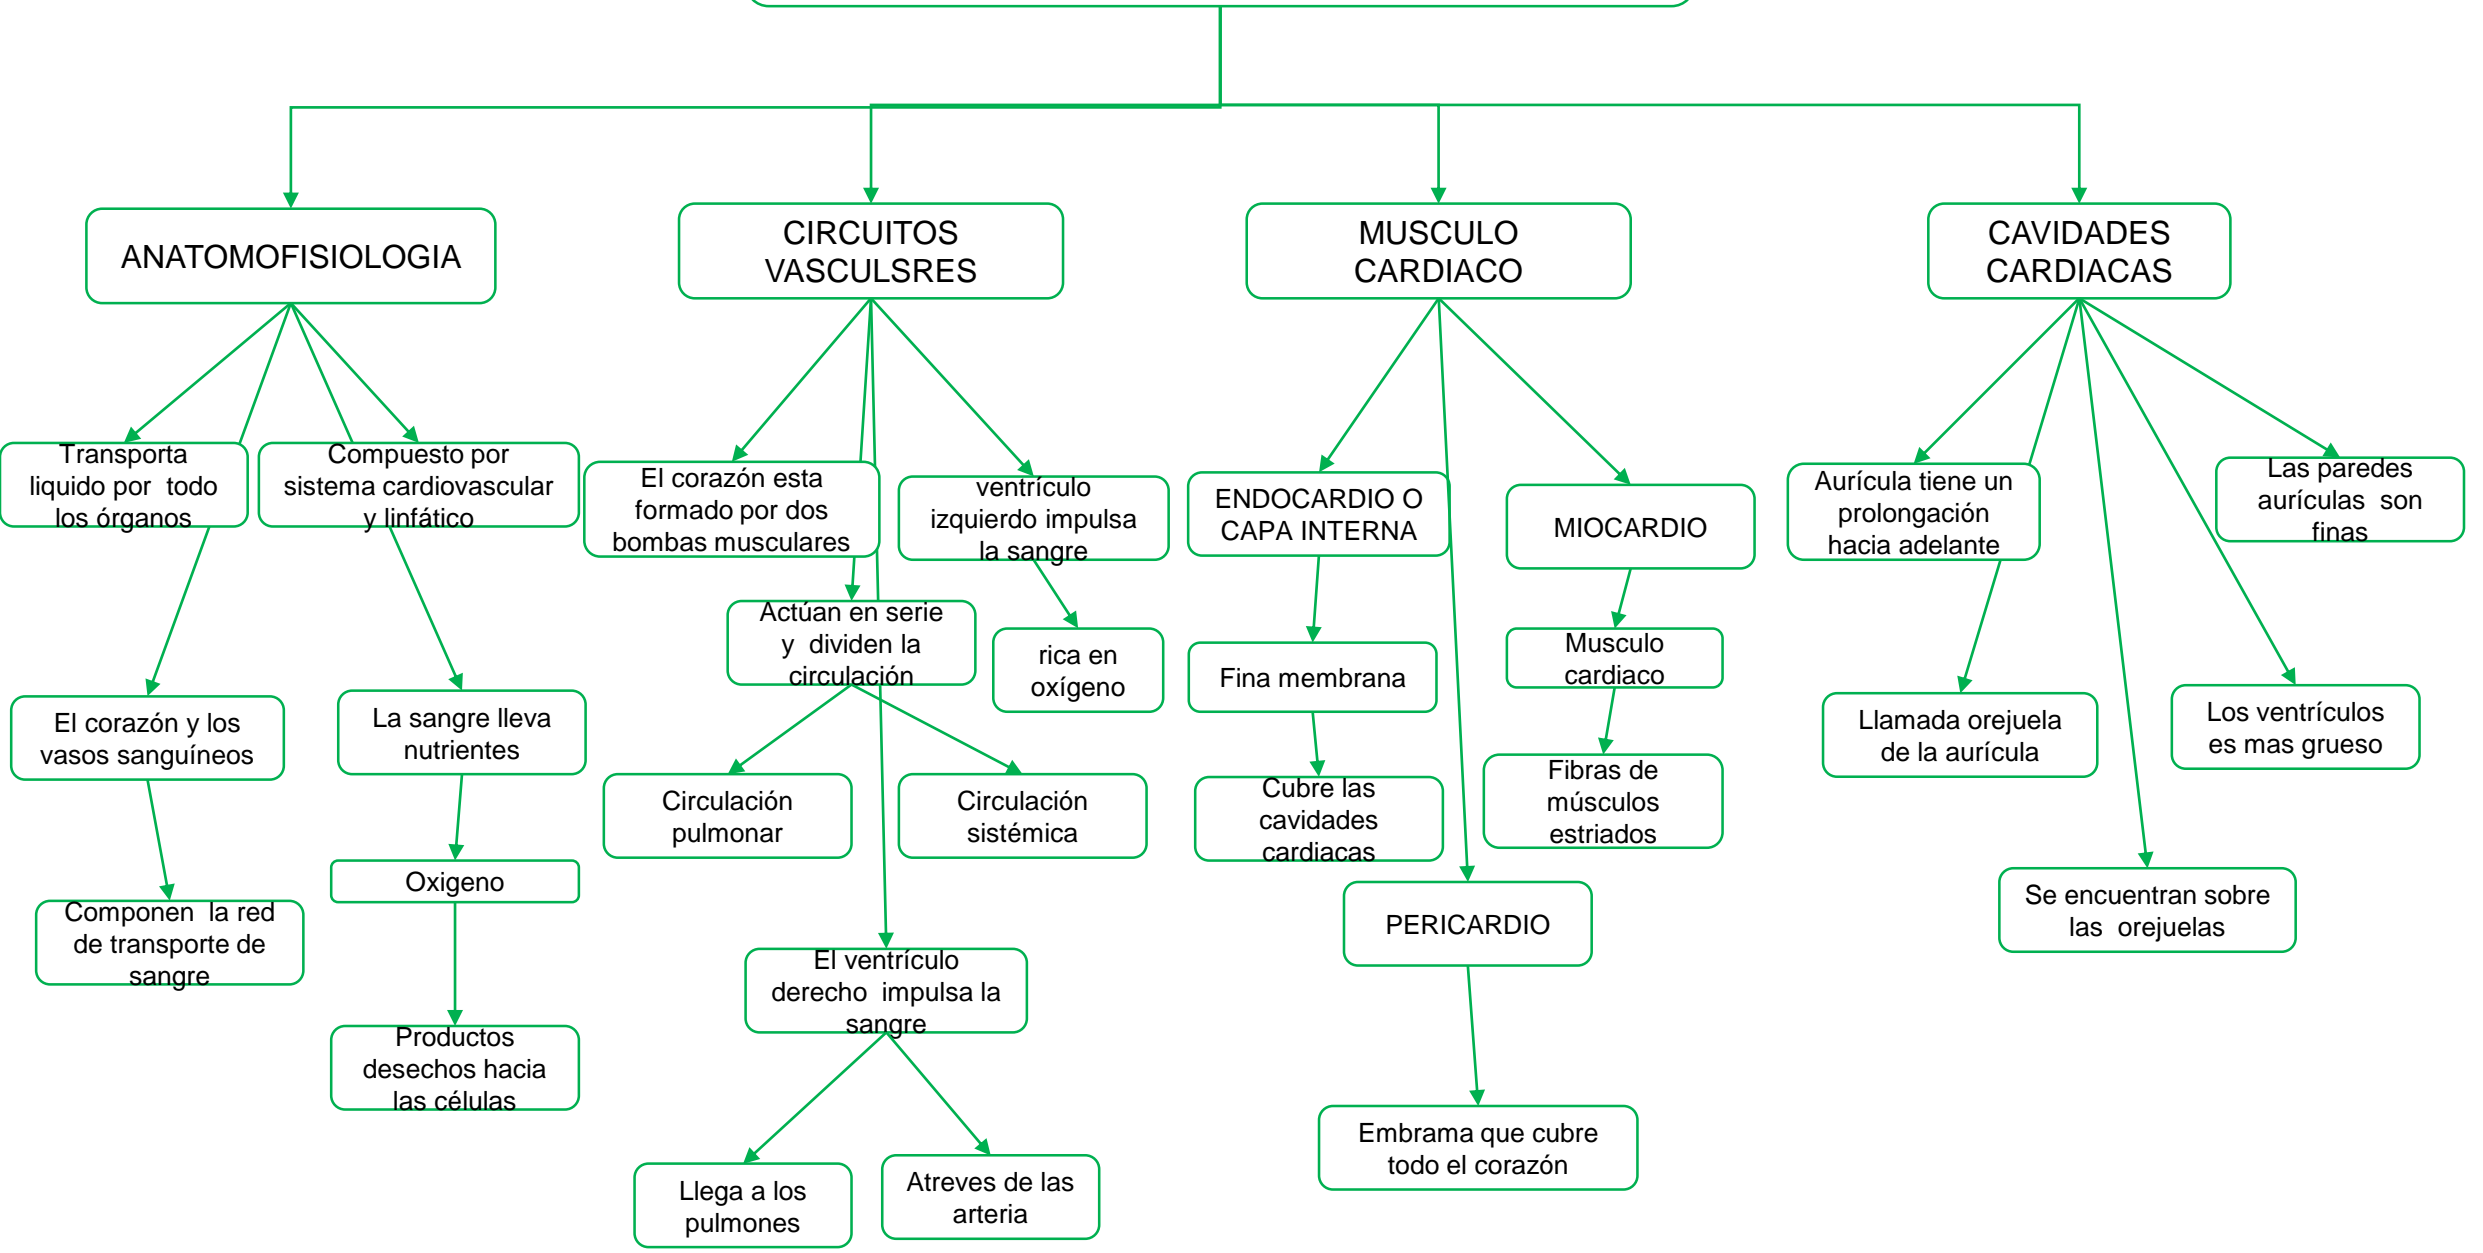 ANATOMOFISIOLOGIA
CIRCUITOS
VASCULSRES
MUSCULO
CARDIACO
CAVIDADES
CARDIACAS
Transporta
liquido por todo
los órganos
Compuesto por
sistema cardiovascular
y linfático
El corazón y los
vasos sanguíneos
La sangre lleva
nutrientes
Componen la red
de transporte de
sangre
Oxigeno
Productos
desechos hacia
las células
El corazón esta
formado por dos
bombas musculares
ventrículo
izquierdo impulsa
la sangre
Actúan en serie
y dividen la
circulación
rica en
oxígeno
Circulación
pulmonar
Circulación
sistémica
El ventrículo
derecho impulsa la
sangre
Llega a los
pulmones
Atreves de las
arteria
ENDOCARDIO O
CAPA INTERNA
MIOCARDIO
Fina membrana
Musculo
cardiaco
Cubre las
cavidades
cardiacas
Fibras de
músculos
estriados
PERICARDIO
Embrama que cubre
todo el corazón
Aurícula tiene un
prolongación
hacia adelante
Las paredes
aurículas son
finas
Llamada orejuela
de la aurícula
Los ventrículos
es mas grueso
Se encuentran sobre
las orejuelas